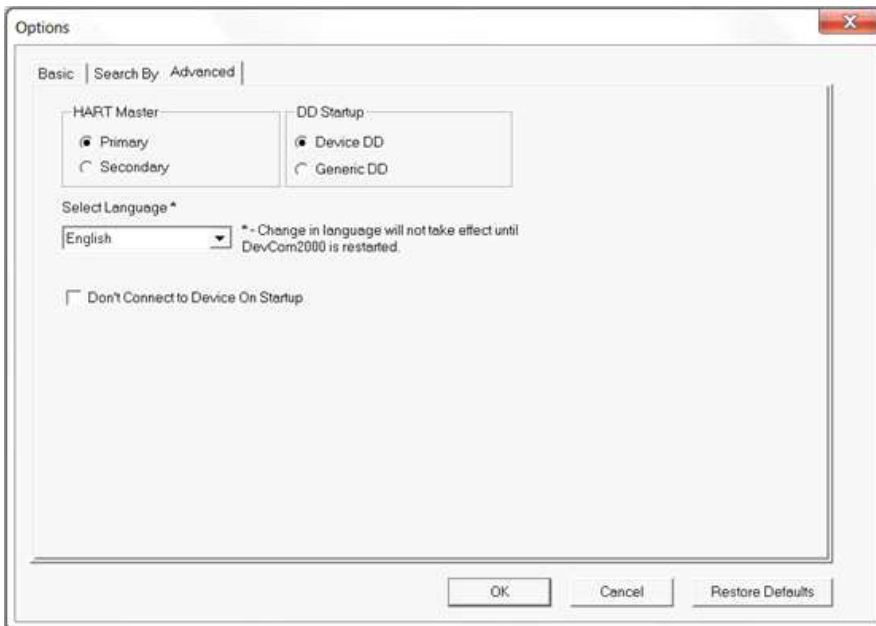 Options
Basic
Search By
Advanced
HART Master
DD Startup
Primary
Device DD
Secondary
Generic DD
Select Language *
English
* - Change in language will not take effect until
DevCom2000 is restarted.
Don't Connect to Device On Startup
OK
Cancel
Restore Defaults